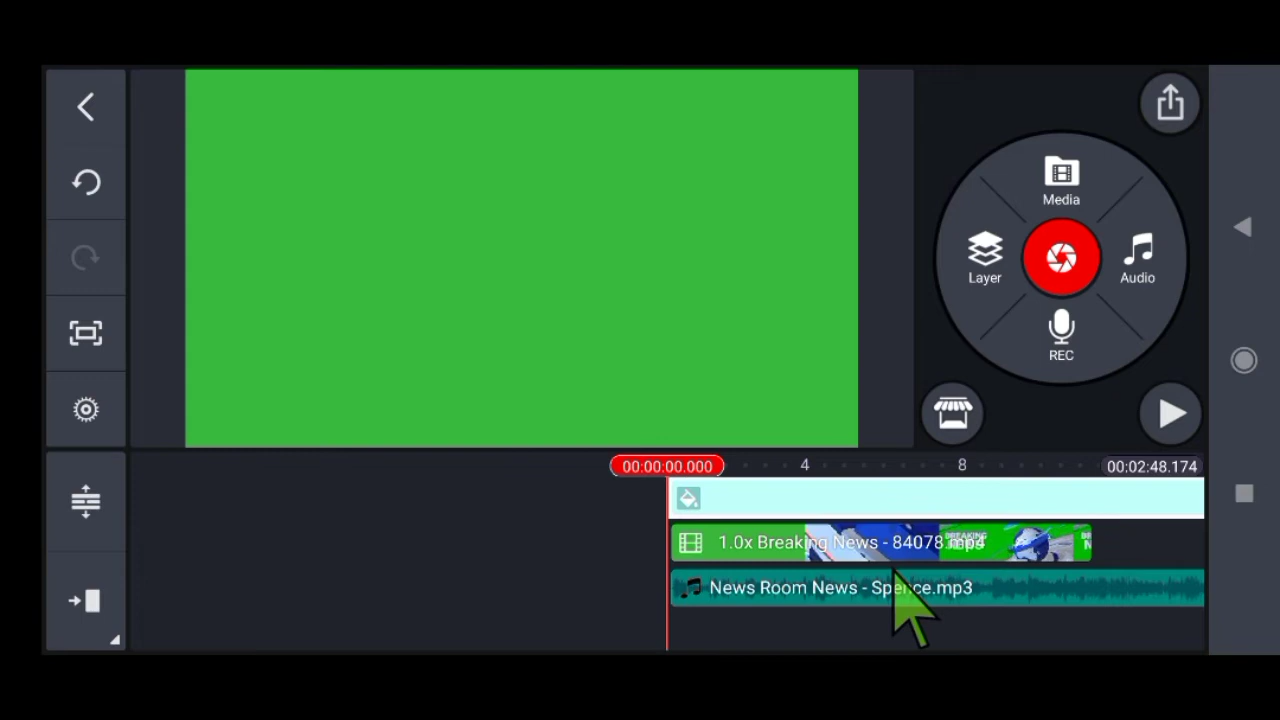 Media
Layer
Audio
REC
00:00:00.000
4
8
00:02:48.174
1.0x Breaking News - 84078.mp4
BREAKING
News Room News - Spence.mp3